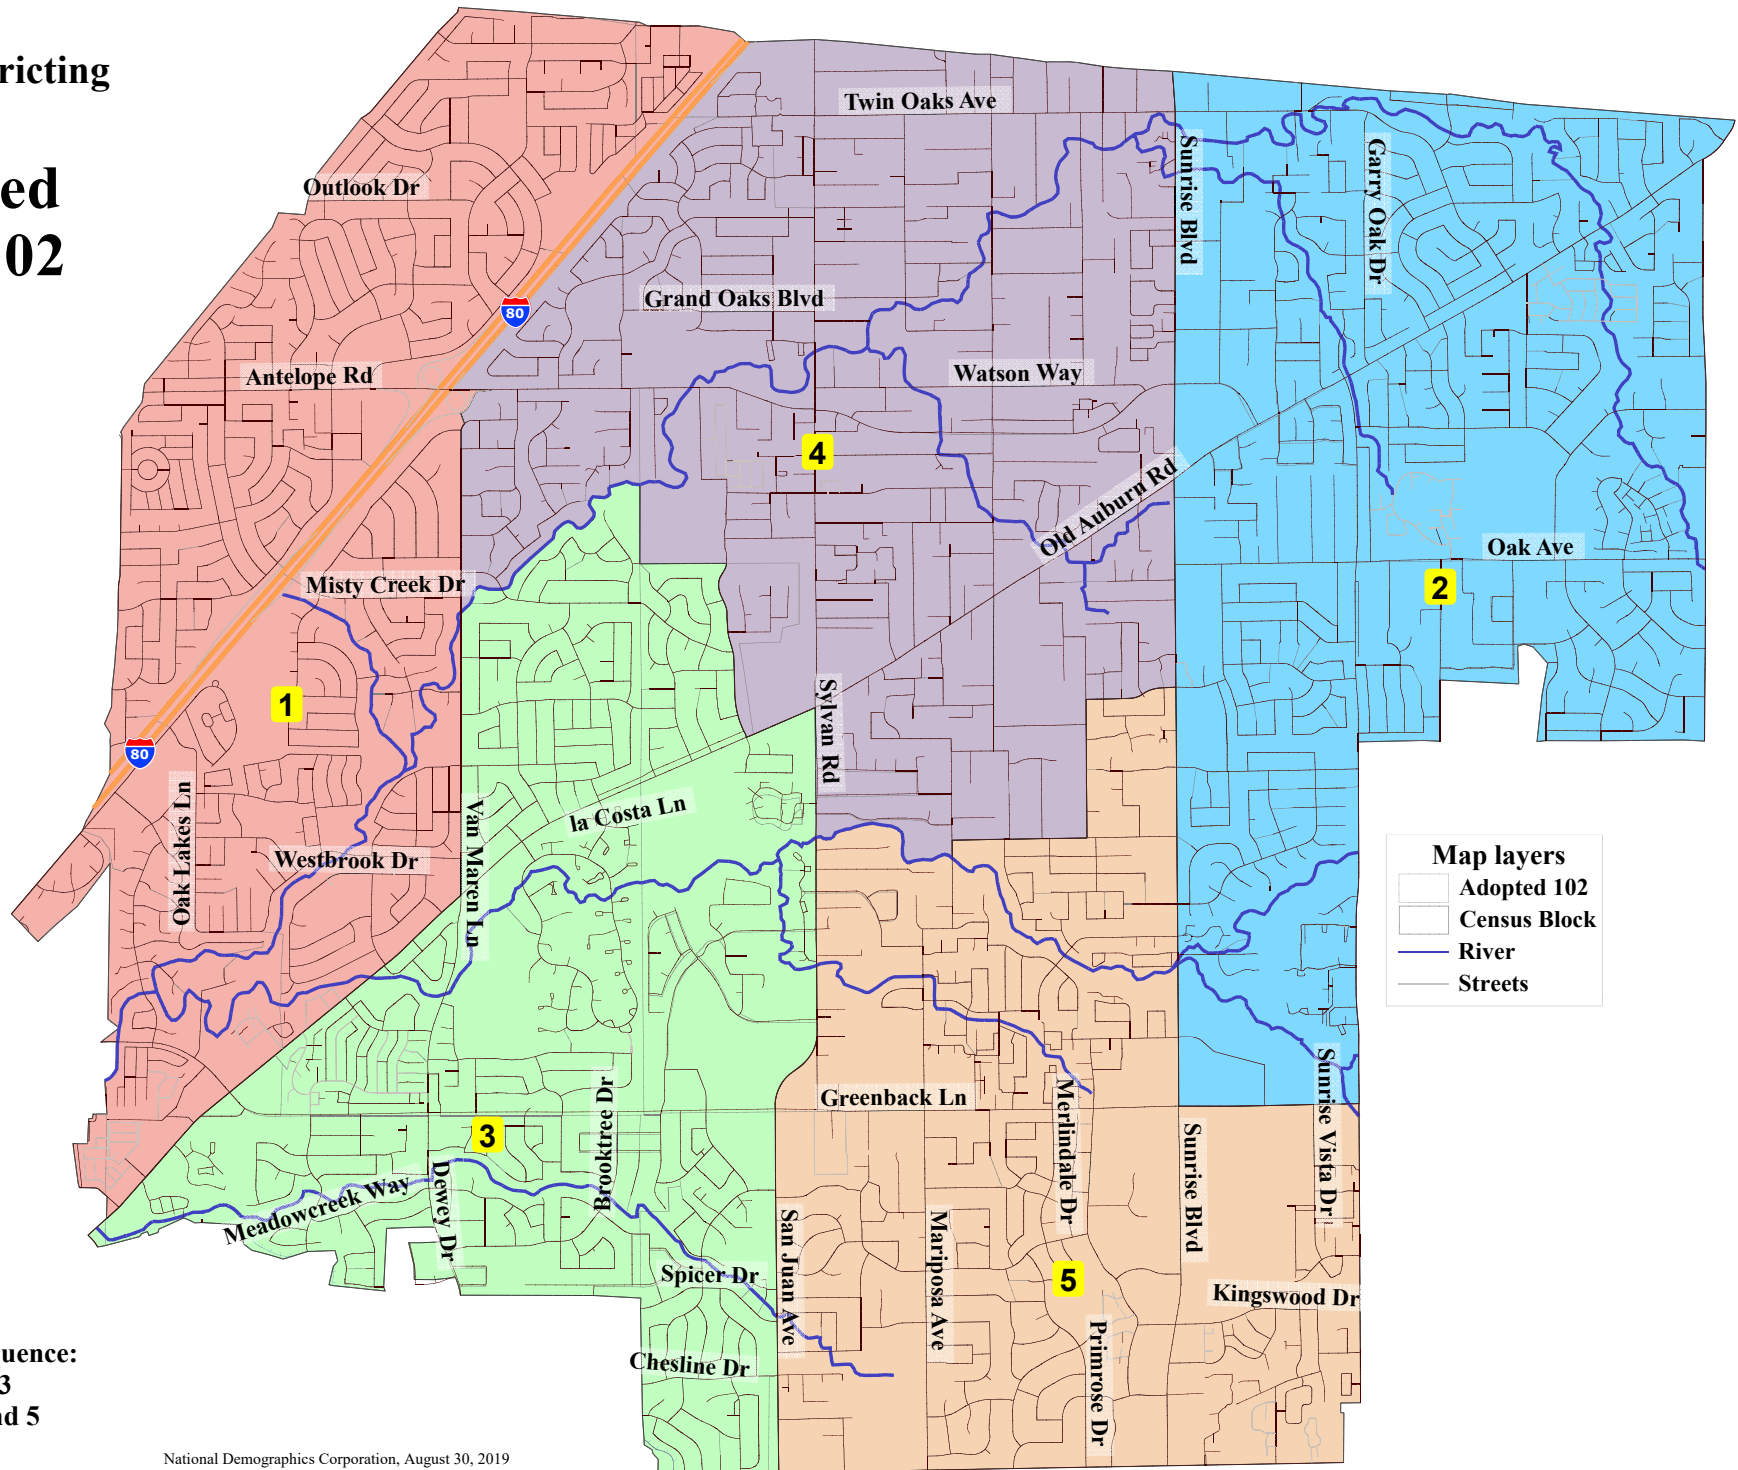 ricting
ed
02
Twin Oaks Ave
Outlook Dr
Sunrise Blvd
Garry Oak Dr
Grand Oaks Blvd
80
Antelope Rd
Watson Way
4
Old Auburn Rd
Oak Ave
Misty Creek Dr
2
1
Sylvan Rd
80
Oak Lakes Ln
Van Maren Ln
la Costa Ln
Westbrook Dr
Map layers
Adopted 102
Census Block
River
Streets
Greenback Ln
Merlindale Dr
Sunrise Vista Dr
Brooktree Dr
3
Sunrise Blvd
Meadowcreek Way
Dewey Dr
San Juan Ave
Mariposa Ave
Spicer Dr
5
Kingswood Dr
Primrose Dr
Chesline Dr
uence:
3
d 5
National Demographics Corporation, August 30, 2019